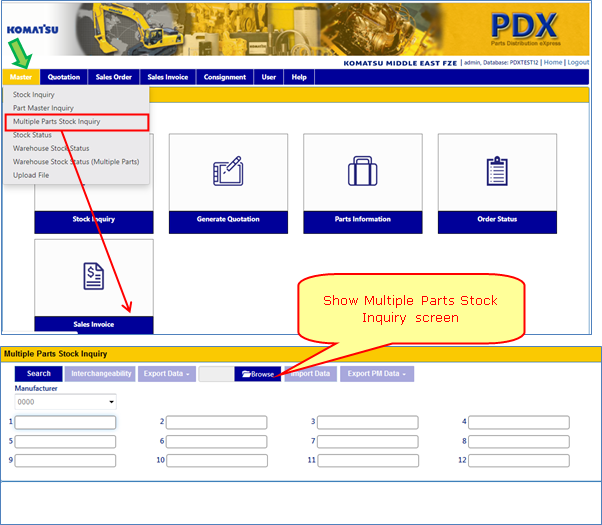 KOMATSU
PDX
Parts Distribution eXpress
KOMATSU MIDDLE EAST FZE | admin, Database: PDXTEST12 | Home | Logout
Master Quotation Sales Order Sales Invoice Consignment User Help
Stock Inquiry
Part Master Inquiry
Multiple Parts Stock Inquiry
Stock Status
Warehouse Stock Status
Warehouse Stock Status (Multiple Parts)
Upload File
Stock Inquiry Generate Quotation Parts Information Order Status
Sales Invoice
Show Multiple Parts Stock
Inquiry screen
Multiple Parts Stock Inquiry
Search Interchangeability Export Data Browse Import Data Export PM Data
Manufacturer
0000
1 2 3 4
5 6 7 8
9 10 11 12